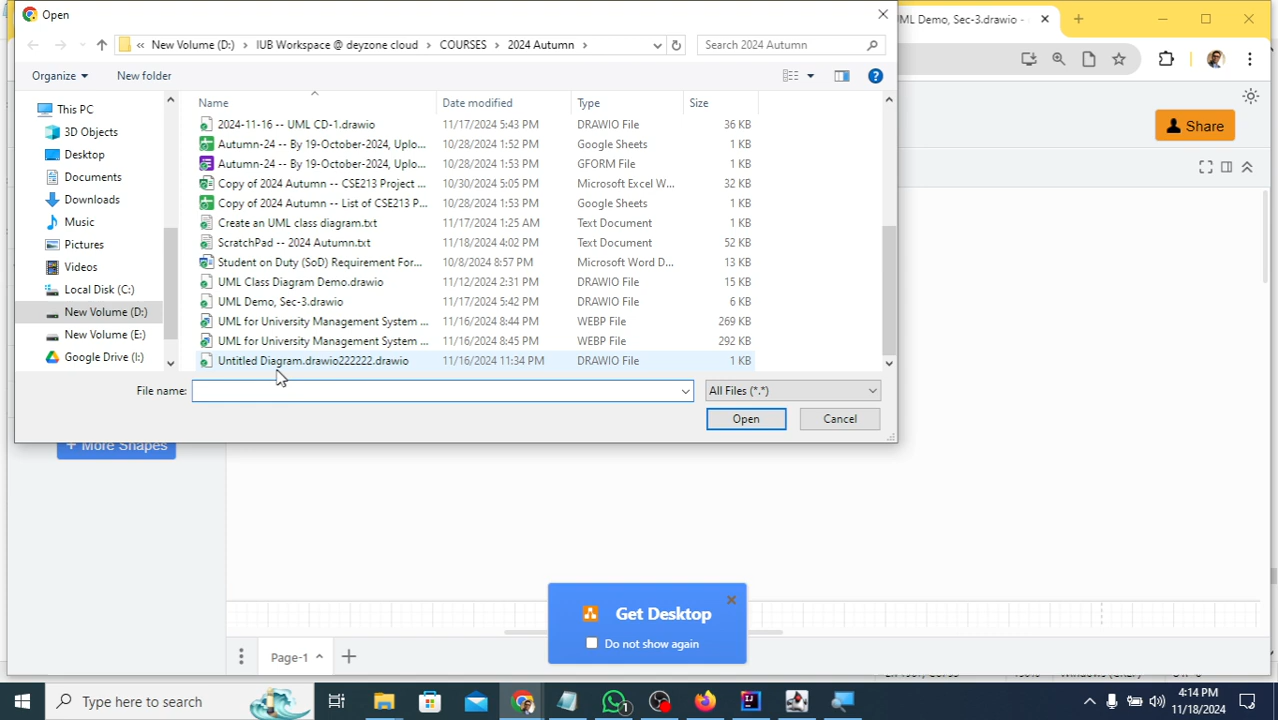 Open
UML Demo, Sec-3.drawio -
« New Volume (D:) › IUB Workspace @ deyzone cloud › COURSES › 2024 Autumn ›
Search 2024 Autumn
Organize
New folder
Share
This PC
3D Objects
Desktop
Documents
Downloads
Music
Pictures
Videos
Local Disk (C:)
New Volume (D:)
New Volume (E:)
Google Drive (I:)
Name Date modified Type Size
2024-11-16 -- UML CD-1.drawio 11/17/2024 5:43 PM DRAWIO File 36 KB
Autumn-24 -- By 19-October-2024, Uplo... 10/28/2024 1:52 PM Google Sheets 1 KB
Autumn-24 -- By 19-October-2024, Uplo... 10/28/2024 1:53 PM GFORM File 1 KB
Copy of 2024 Autumn -- CSE213 Project ... 10/30/2024 5:05 PM Microsoft Excel W... 32 KB
Copy of 2024 Autumn -- List of CSE213 P... 10/28/2024 1:53 PM Google Sheets 1 KB
Create an UML class diagram.txt 11/17/2024 1:25 AM Text Document 1 KB
ScratchPad -- 2024 Autumn.txt 11/18/2024 4:02 PM Text Document 52 KB
Student on Duty (SoD) Requirement For... 10/8/2024 8:57 PM Microsoft Word D... 13 KB
UML Class Diagram Demo.drawio 11/12/2024 2:31 PM DRAWIO File 15 KB
UML Demo, Sec-3.drawio 11/17/2024 5:42 PM DRAWIO File 6 KB
UML for University Management System ... 11/16/2024 8:44 PM WEBP File 269 KB
UML for University Management System ... 11/16/2024 8:45 PM WEBP File 292 KB
Untitled Diagram.drawio222222.drawio 11/16/2024 11:34 PM DRAWIO File 1 KB
File name:
All Files (*.*)
Open
Cancel
+ More Shapes
Get Desktop
Do not show again
Page-1
Type here to search
1
4:14 PM
11/18/2024